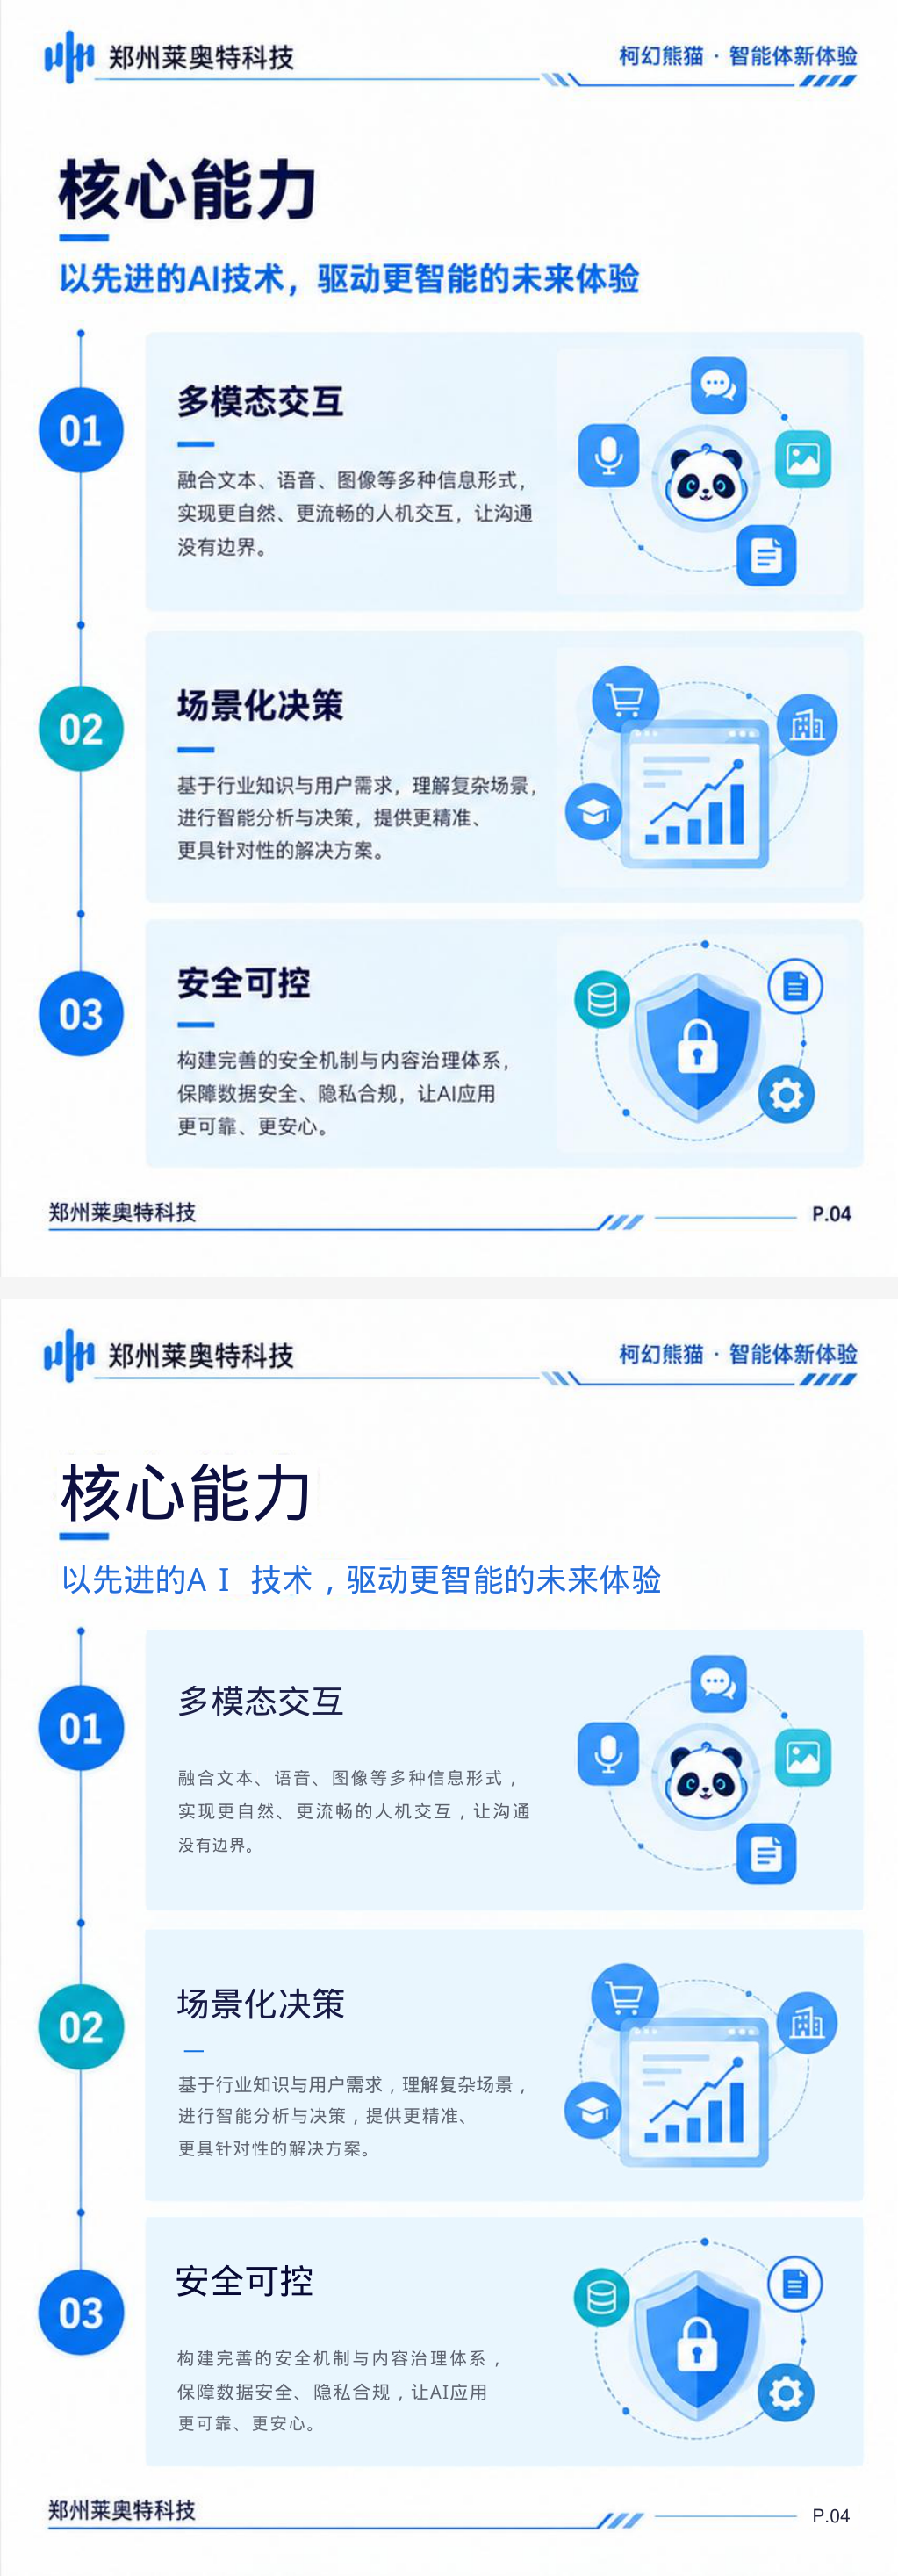 郑州莱奥特科技
柯幻熊猫 · 智能体新体验
核心能力
以先进的AI技术，驱动更智能的未来体验
01
多模态交互
融合文本、语音、图像等多种信息形式，
实现更自然、更流畅的人机交互，让沟通
没有边界。
02
场景化决策
基于行业知识与用户需求，理解复杂场景，
进行智能分析与决策，提供更精准、
更具针对性的解决方案。
03
安全可控
构建完善的安全机制与内容治理体系，
保障数据安全、隐私合规，让AI应用
更可靠、更安心。
郑州莱奥特科技
P.04
郑州莱奥特科技
柯幻熊猫 · 智能体新体验
核心能力
以先进的A I 技术，驱动更智能的未来体验
01
多模态交互
融合文本、语音、图像等多种信息形式，
实现更自然、更流畅的人机交互，让沟通
没有边界。
02
场景化决策
基于行业知识与用户需求，理解复杂场景，
进行智能分析与决策，提供更精准、
更具针对性的解决方案。
03
安全可控
构建完善的安全机制与内容治理体系，
保障数据安全、隐私合规，让AI应用
更可靠、更安心。
郑州莱奥特科技
P.04